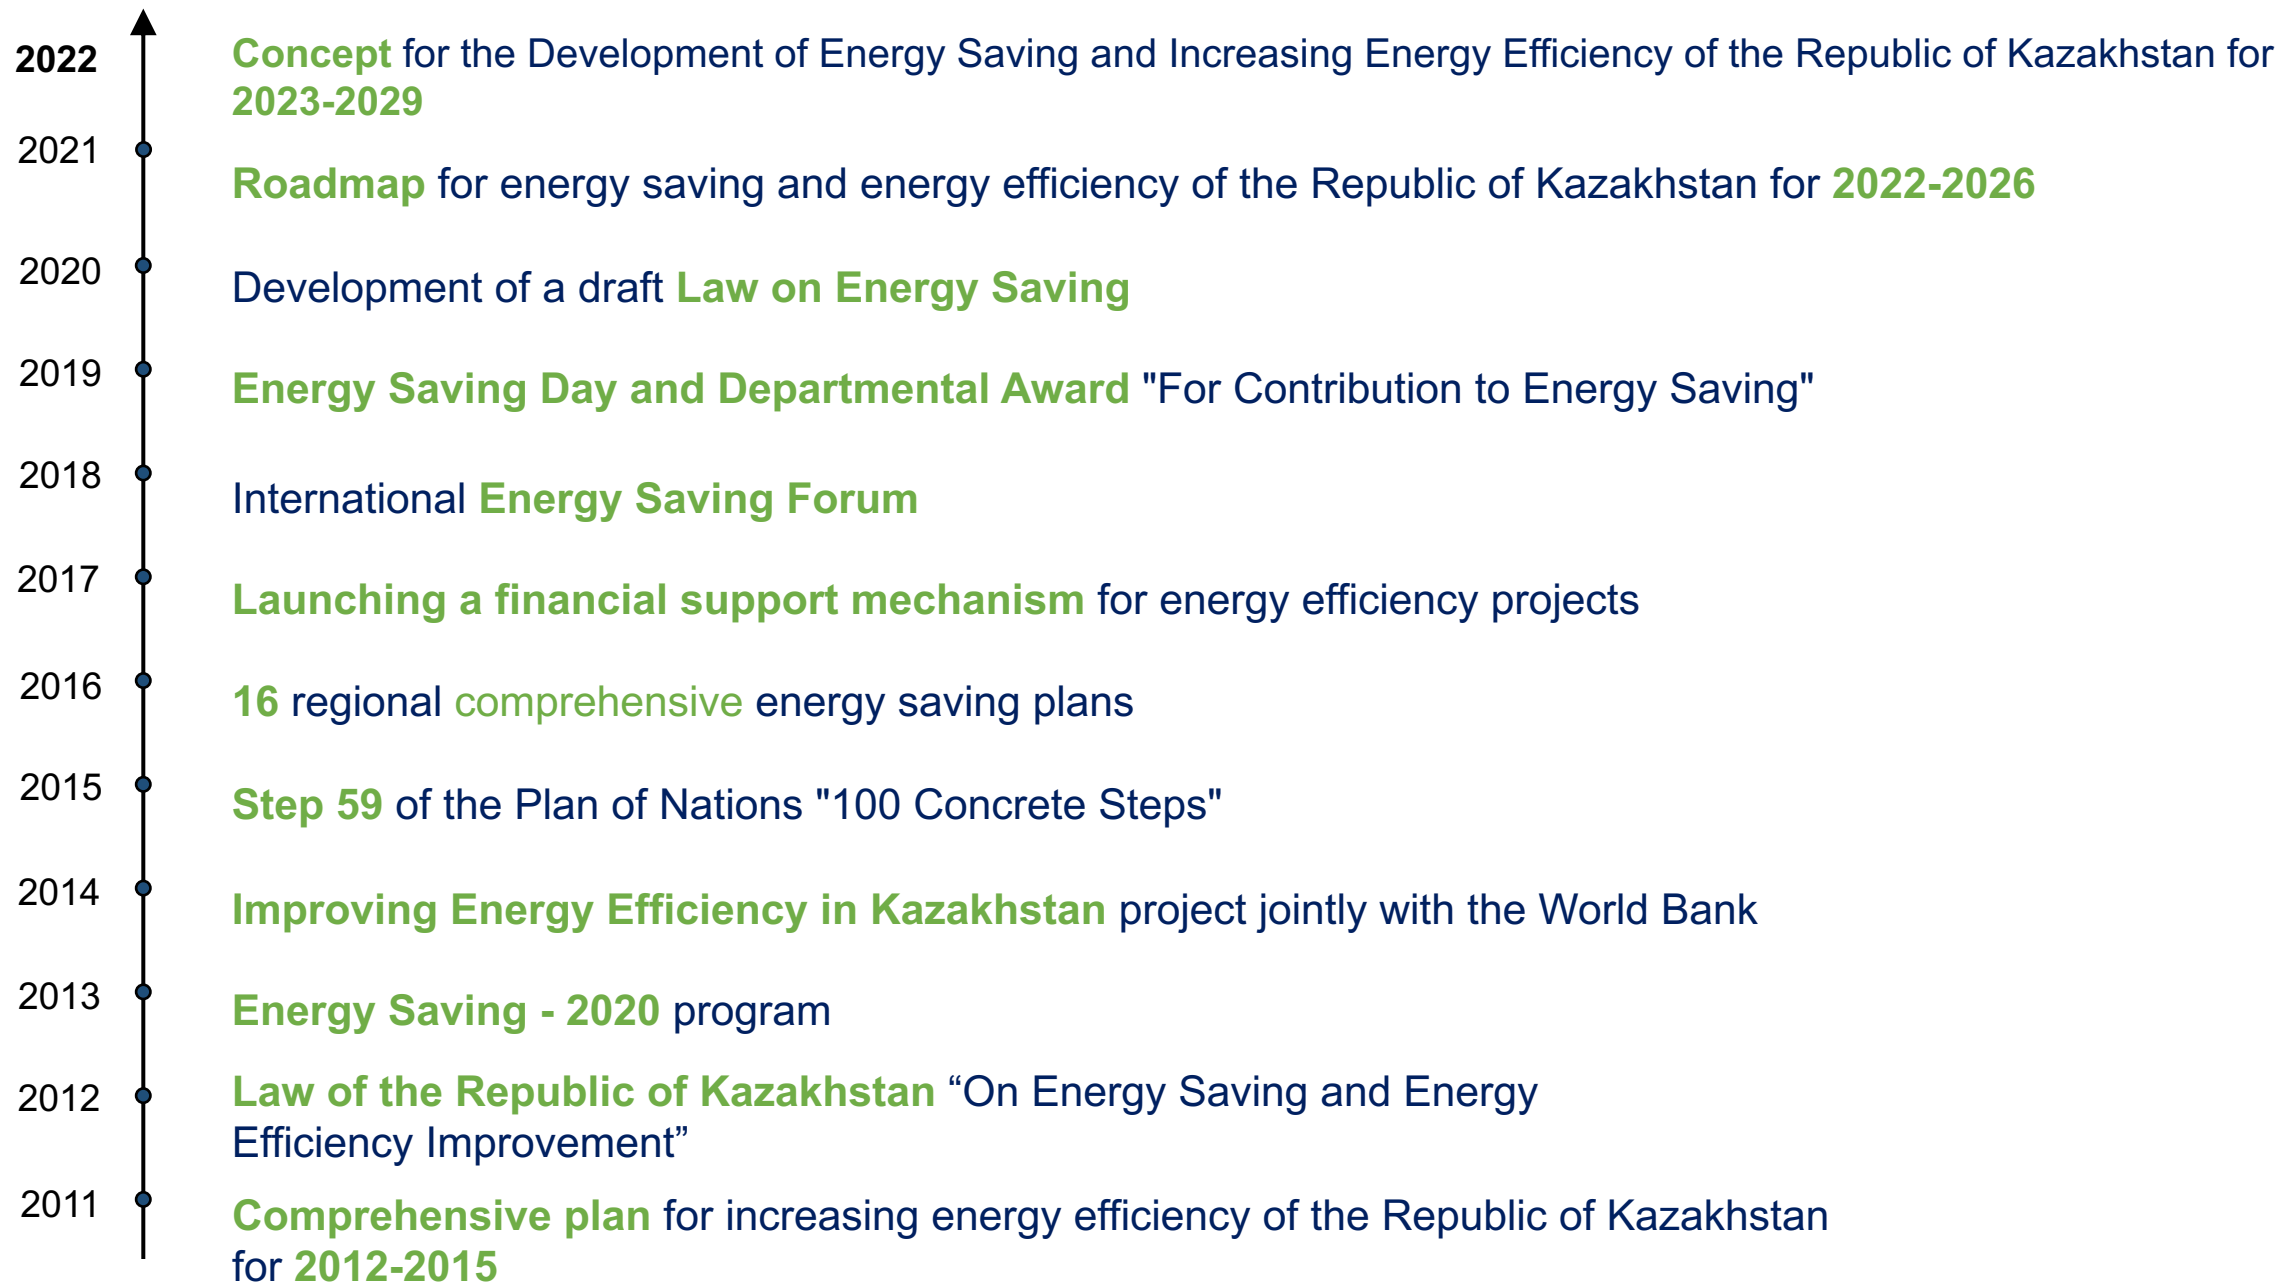 2022
Concept for the Development of Energy Saving and Increasing Energy Efficiency of the Republic of Kazakhstan for
2023-2029
2021
Roadmap for energy saving and energy efficiency of the Republic of Kazakhstan for 2022-2026
2020
Development of a draft Law on Energy Saving
2019
Energy Saving Day and Departmental Award "For Contribution to Energy Saving"
2018
International Energy Saving Forum
2017
Launching a financial support mechanism for energy efficiency projects
2016
16 regional comprehensive energy saving plans
2015
Step 59 of the Plan of Nations "100 Concrete Steps"
2014
Improving Energy Efficiency in Kazakhstan project jointly with the World Bank
2013
Energy Saving - 2020 program
2012
Law of the Republic of Kazakhstan “On Energy Saving and Energy
Efficiency Improvement”
2011
Comprehensive plan for increasing energy efficiency of the Republic of Kazakhstan
for 2012-2015